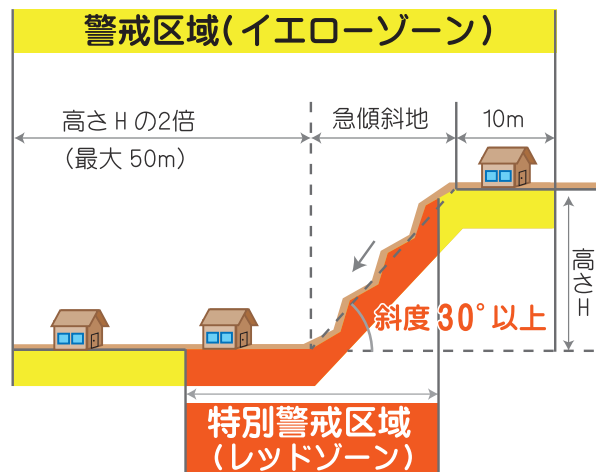 警戒区域(イエローゾーン)
高さHの2倍
(最大 50m)
急傾斜地
10m
高さH
斜度30°以上
特別警戒区域
(レッドゾーン)